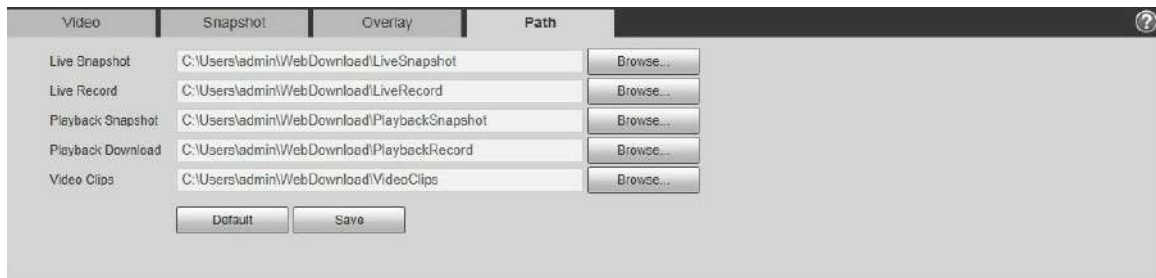 Video Snapshot Overlay Path ?
Live Snapshot C:\Users\admin\WebDownload\LiveSnapshot Browse...
Live Record C:\Users\admin\WebDownload\LiveRecord Browse...
Playback Snapshot C:\Users\admin\WebDownload\PlaybackSnapshot Browse...
Playback Download C:\Users\admin\WebDownload\PlaybackRecord Browse...
Video Clips C:\Users\admin\WebDownload\VideoClips Browse...
Default Save